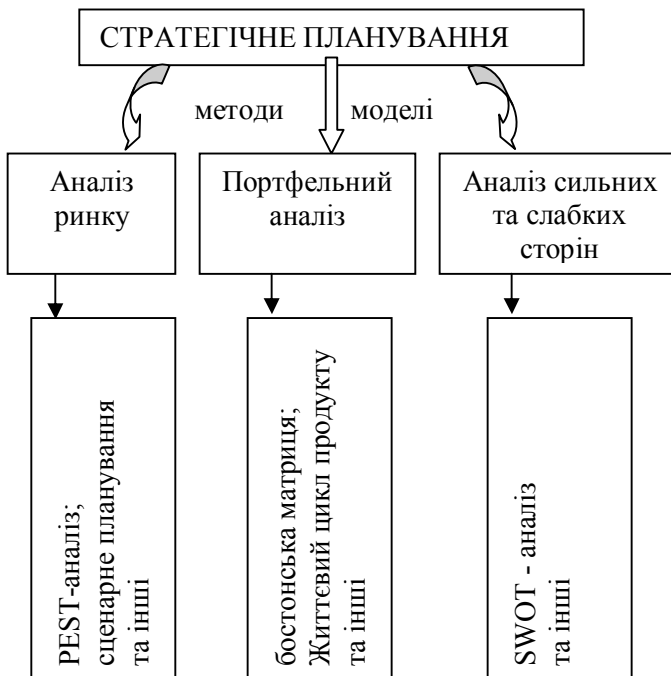 СТРАТЕГІЧНЕ ПЛАНУВАННЯ
методи моделі
Аналіз
ринку
Портфельний
аналіз
Аналіз сильних
та слабких
сторін
PEST-аналіз;
сценарне планування
та інші
бостонська матриця;
Життєвий цикл продукту
та інші
SWOT - аналіз
та інші